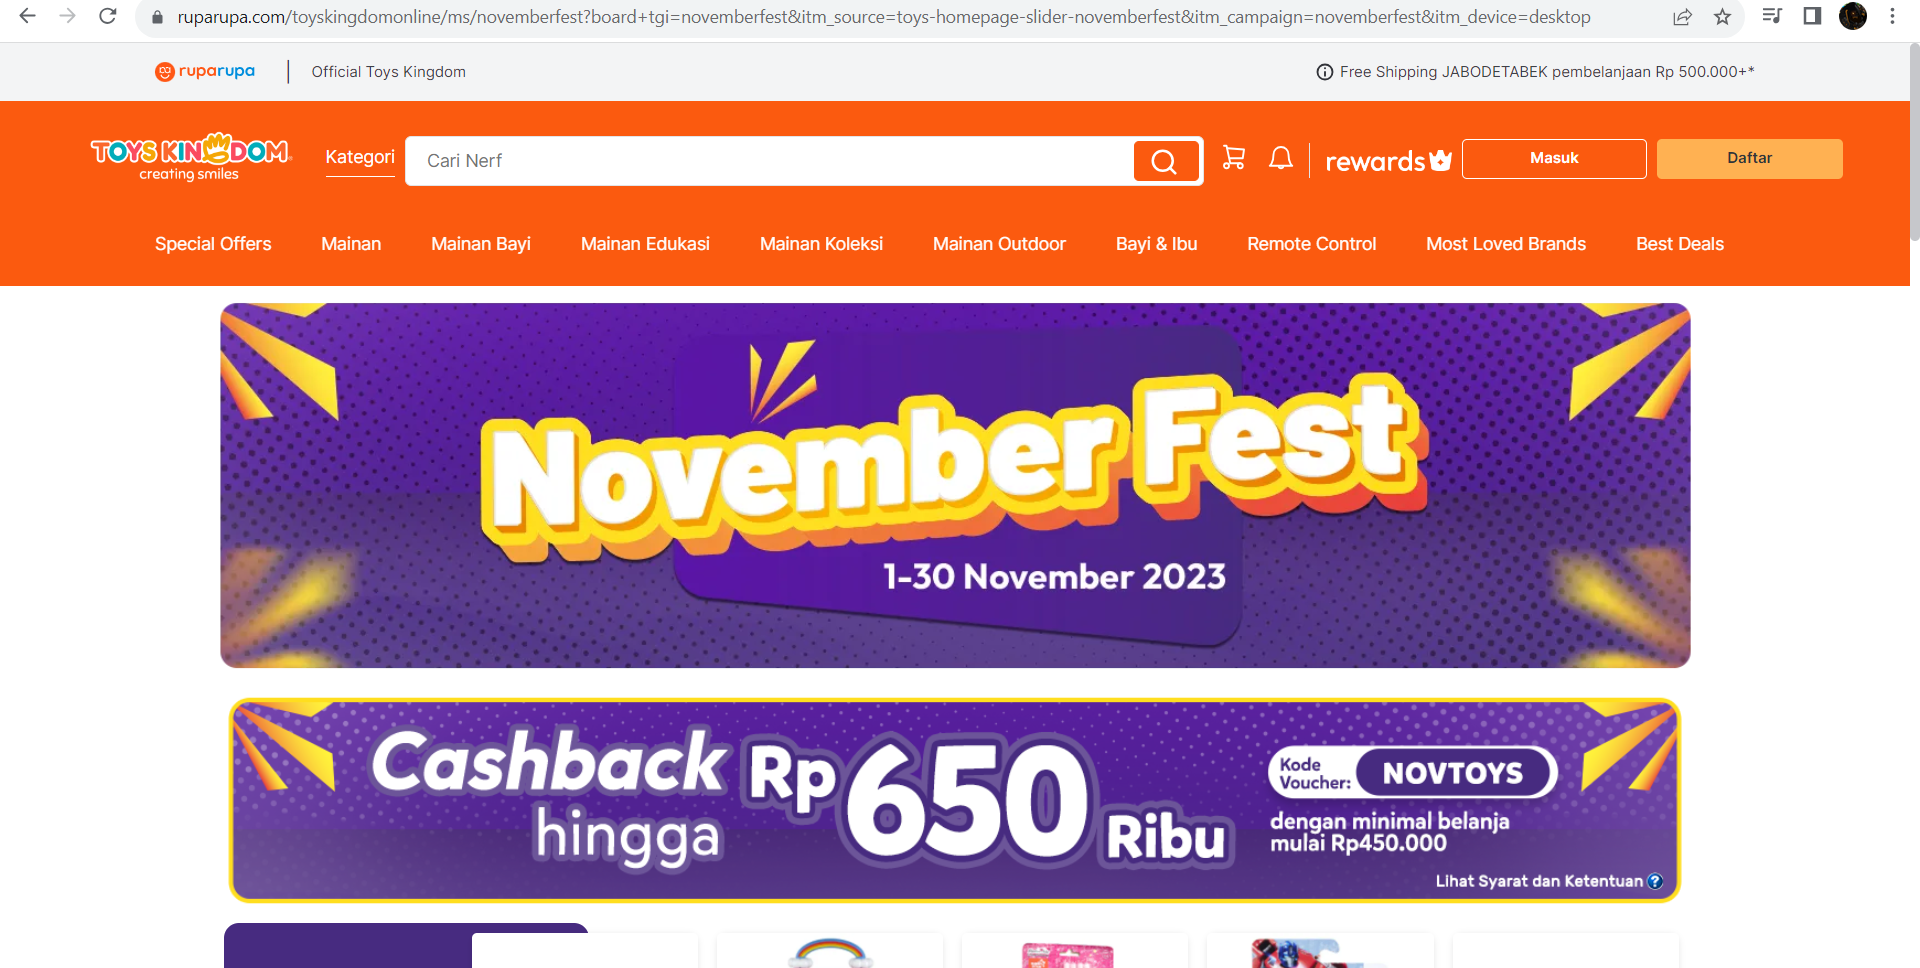 ruparupa.com/toyskingdomonline/ms/novemberfest?board+tgi=novemberfest&itm_source=toys-homepage-slider-novemberfest&itm_campaign=novemberfest&itm_device=desktop
ruparupa
Official Toys Kingdom
Free Shipping JABODETABEK pembelanjaan Rp 500.000+*
TOYS KINGDOM
creating smiles
Kategori
Cari Nerf
rewards
Masuk
Daftar
Special Offers
Mainan
Mainan Bayi
Mainan Edukasi
Mainan Koleksi
Mainan Outdoor
Bayi & Ibu
Remote Control
Most Loved Brands
Best Deals
November Fest
1-30 November 2023
Cashback
hingga
Rp 650 Ribu
Kode
Voucher:
NOVTOYS
dengan minimal belanja
mulai Rp450.000
Lihat Syarat dan Ketentuan ?